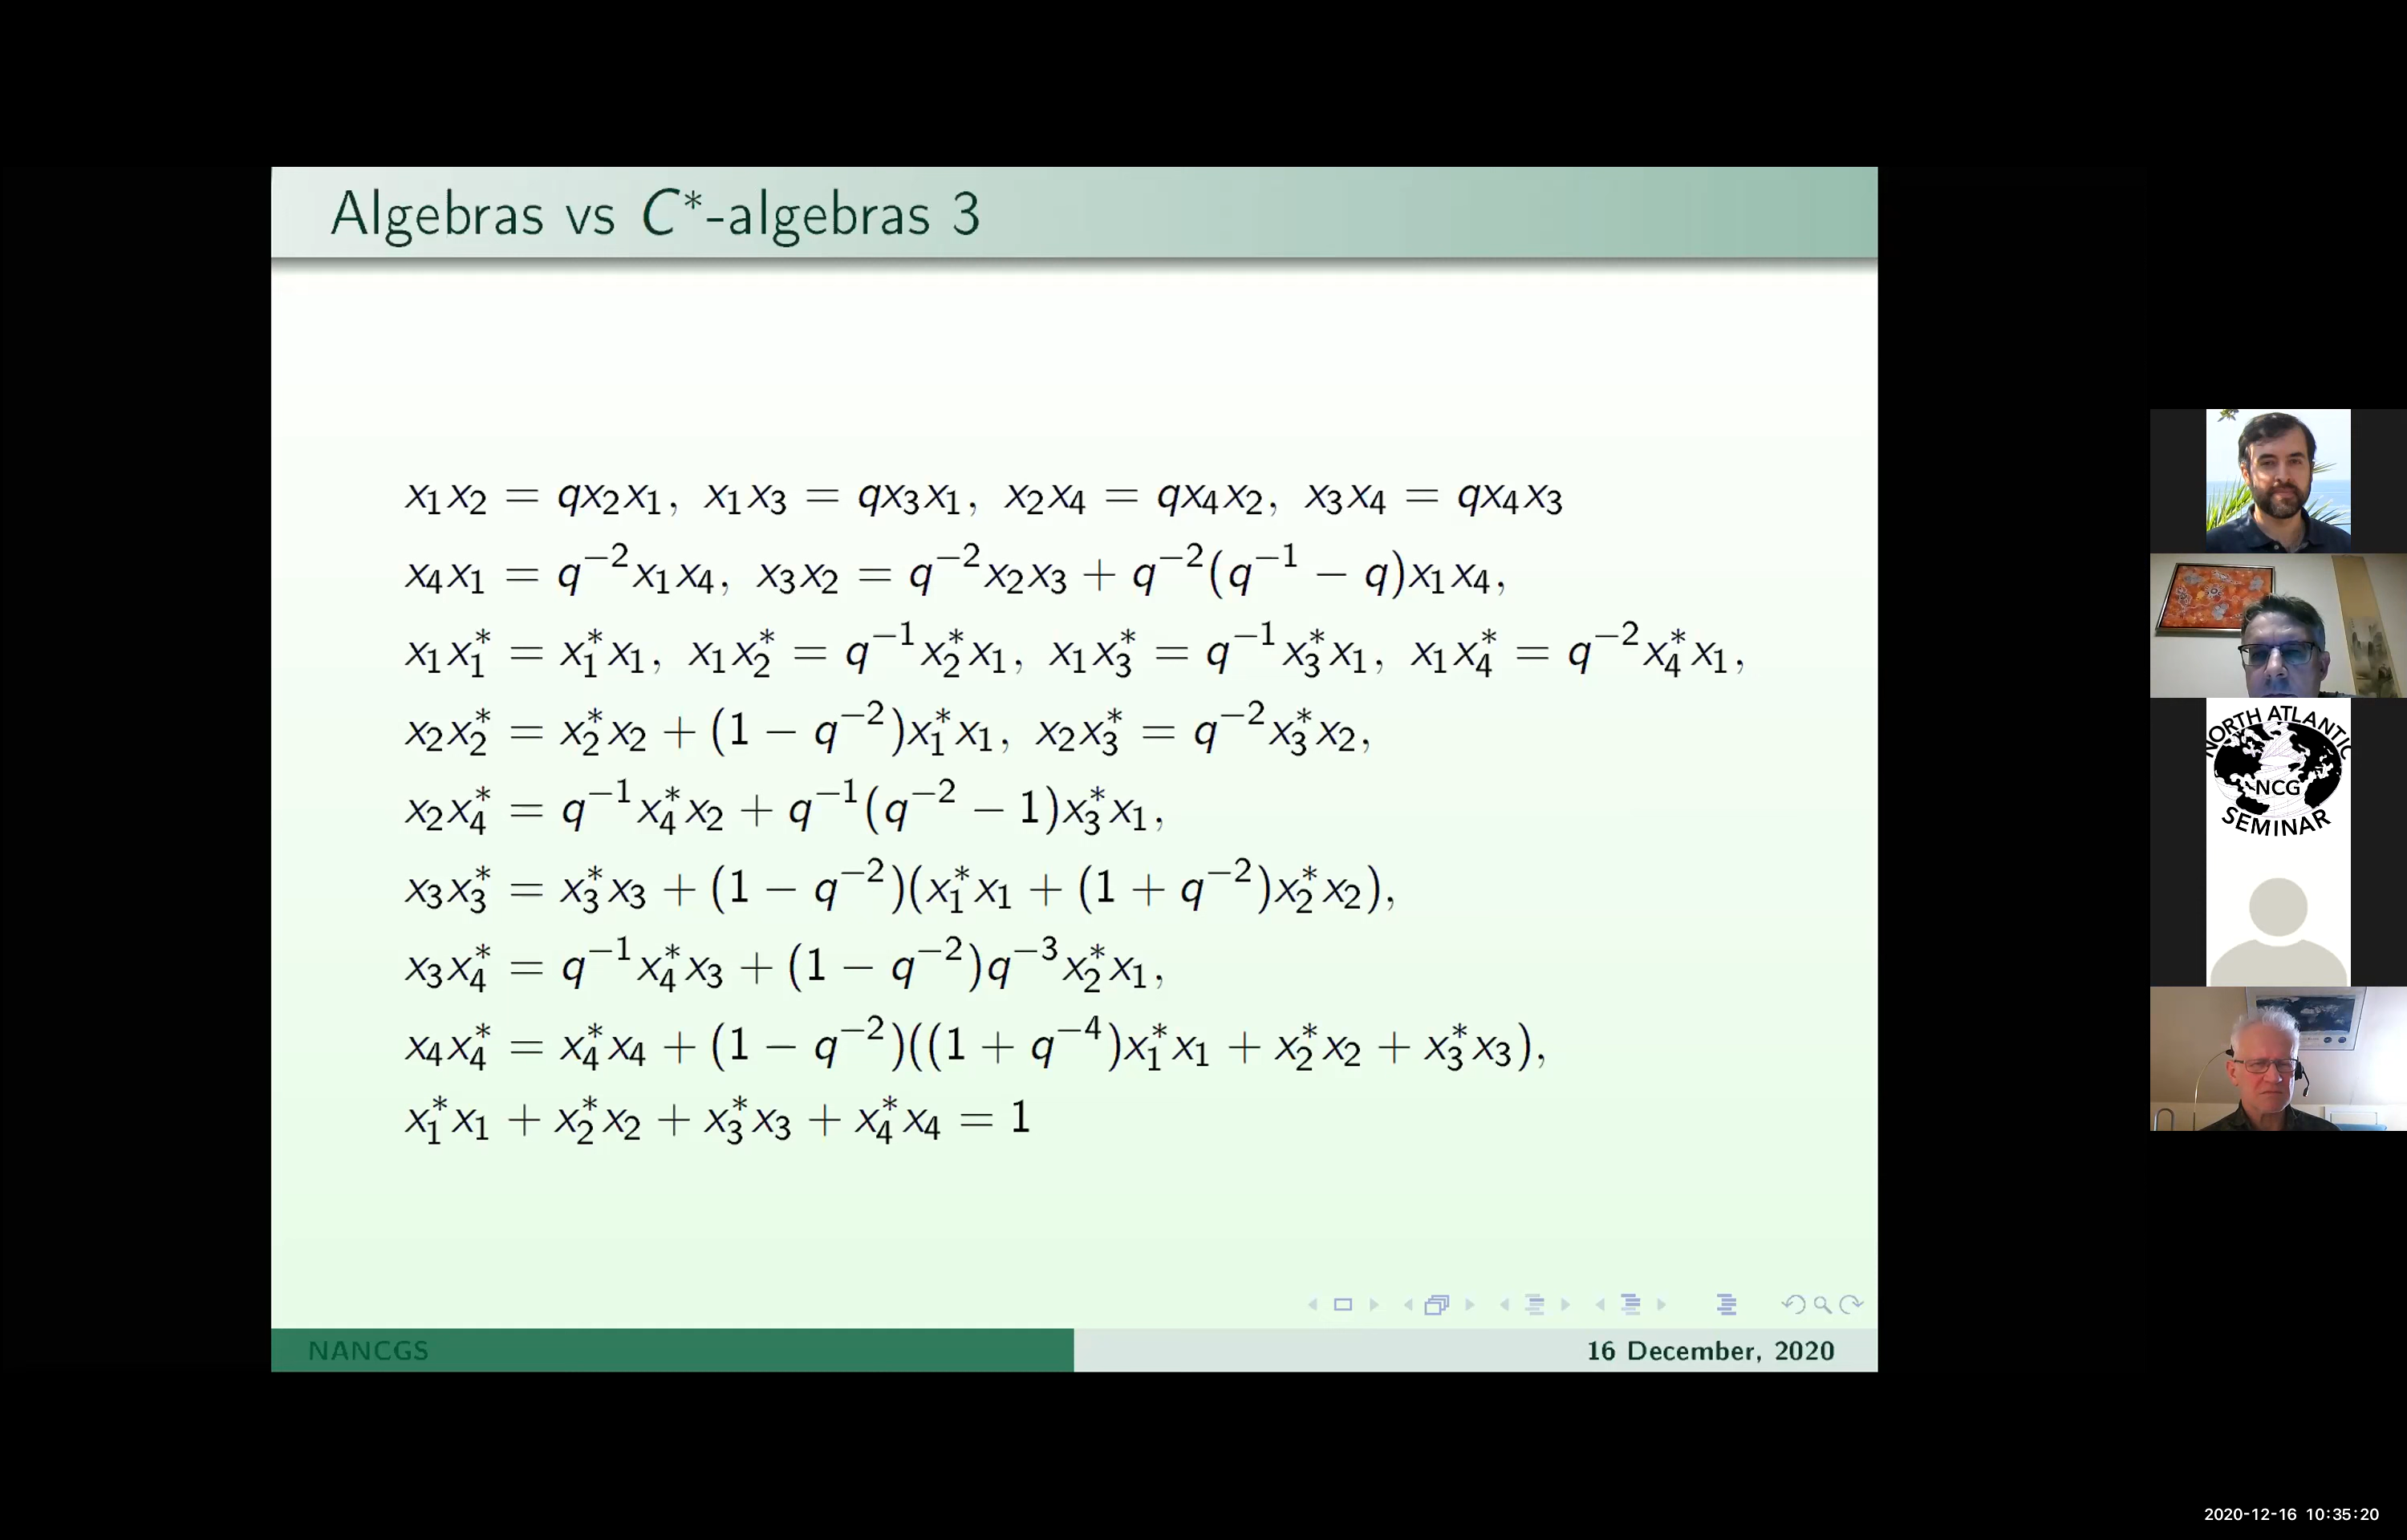 Algebras vs C*-algebras 3
x₁x₂ = qx₂x₁, x₁x₃ = qx₃x₁, x₂x₄ = qx₄x₂, x₃x₄ = qx₄x₃
x₄x₁ = q⁻²x₁x₄, x₃x₂ = q⁻²x₂x₃ + q⁻²(q⁻¹ − q)x₁x₄,
x₁x₁* = x₁*x₁, x₁x₂* = q⁻¹x₂*x₁, x₁x₃* = q⁻¹x₃*x₁, x₁x₄* = q⁻²x₄*x₁,
x₂x₂* = x₂*x₂ + (1 − q⁻²)x₁*x₁, x₂x₃* = q⁻²x₃*x₂,
x₂x₄* = q⁻¹x₄*x₂ + q⁻¹(q⁻² − 1)x₃*x₁,
x₃x₃* = x₃*x₃ + (1 − q⁻²)(x₁*x₁ + (1 + q⁻²)x₂*x₂),
x₃x₄* = q⁻¹x₄*x₃ + (1 − q⁻²)q⁻³x₂*x₁,
x₄x₄* = x₄*x₄ + (1 − q⁻²)((1 + q⁻⁴)x₁*x₁ + x₂*x₂ + x₃*x₃),
x₁*x₁ + x₂*x₂ + x₃*x₃ + x₄*x₄ = 1
NANCGS
16 December, 2020
NORTH ATLANTIC
NCG
SEMINAR
2020-12-16 10:35:20